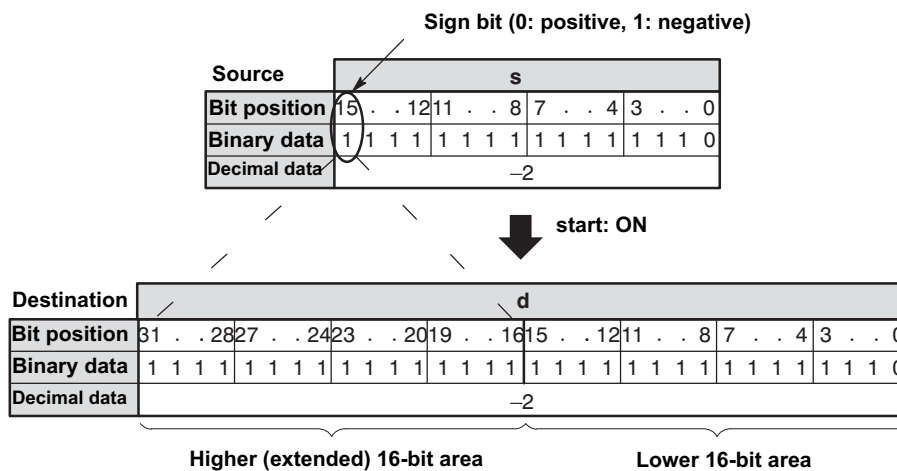 Sign bit (0: positive, 1: negative)
Source s
Bit position 15 . . 12 11 . . 8 7 . . 4 3 . . 0
Binary data 1 1 1 1 1 1 1 1 1 1 1 1 1 1 1 0
Decimal data –2
start: ON
Destination d
Bit position 31 . . 28 27 . . 24 23 . . 20 19 . . 16 15 . . 12 11 . . 8 7 . . 4 3 . . 0
Binary data 1 1 1 1 1 1 1 1 1 1 1 1 1 1 1 1 1 1 1 1 1 1 1 1 1 1 1 1 1 1 1 0
Decimal data –2
Higher (extended) 16-bit area Lower 16-bit area